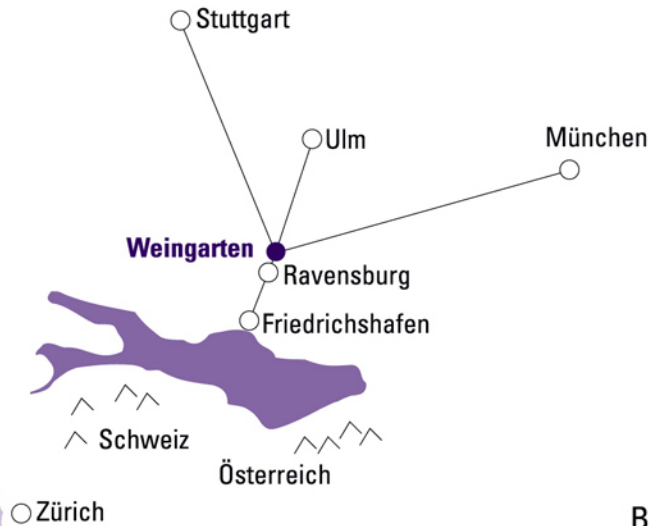 Stuttgart
Ulm
München
Weingarten
Ravensburg
Friedrichshafen
Schweiz
Österreich
Zürich
B